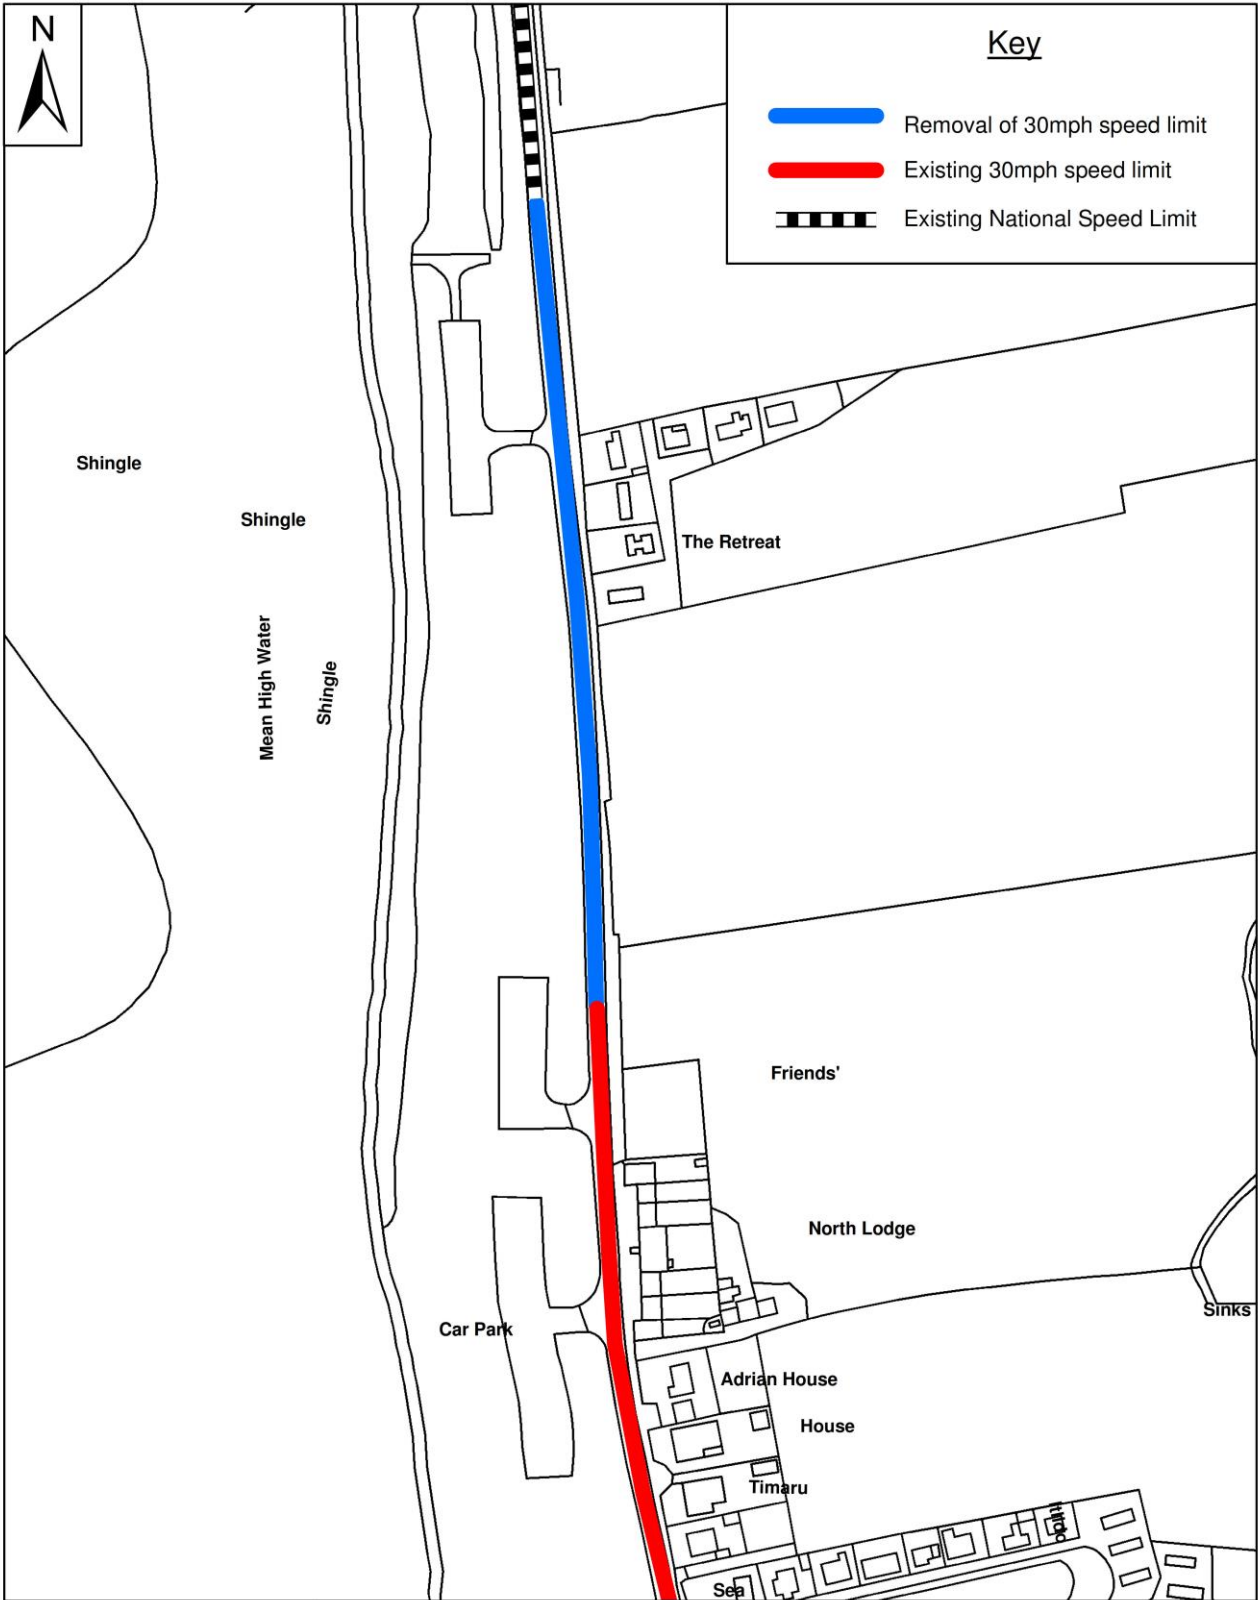 N
Key
Removal of 30mph speed limit
Existing 30mph speed limit
Existing National Speed Limit
Shingle
Shingle
The Retreat
Mean High Water
Shingle
Friends'
North Lodge
Sinks
Car Park
Adrian House
House
Timaru
Sea